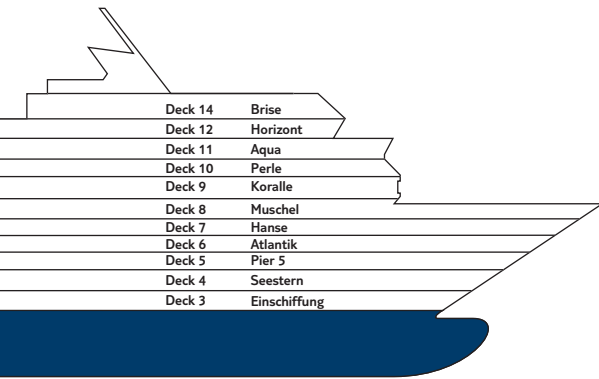 Deck 14 Brise
Deck 12 Horizont
Deck 11 Aqua
Deck 10 Perle
Deck 9 Koralle
Deck 8 Muschel
Deck 7 Hanse
Deck 6 Atlantik
Deck 5 Pier 5
Deck 4 Seestern
Deck 3 Einschiffung